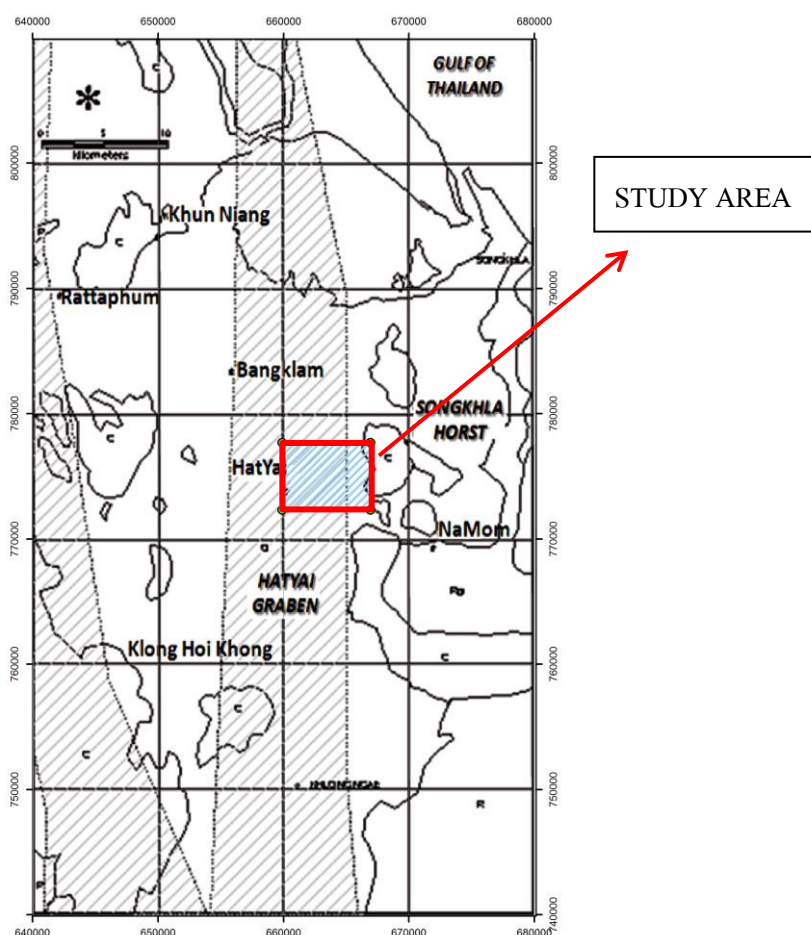 640000 650000 660000 670000 680000
GULF OF
THAILAND
0 5 10
kilometers
C
800000 800000
STUDY AREA
Khun Niang
P
C
SONGKHLA
790000 790000
Rattaphum
Bangklam
780000 780000
SONGKHLA
HORST
C
C
HatYa
NaMom
770000 770000
HATYAI
GRABEN
Klong Hoi Khong
C
760000 760000
C
C
750000 750000
R
P
740000
640000 650000 660000 670000 680000